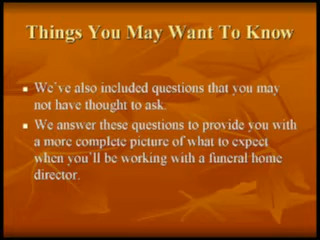 Things You May Want To Know
We've also included questions that you may
not have thought to ask.
We answer these questions to provide you with
a more complete picture of what to expect
when you'll be working with a funeral home
director.